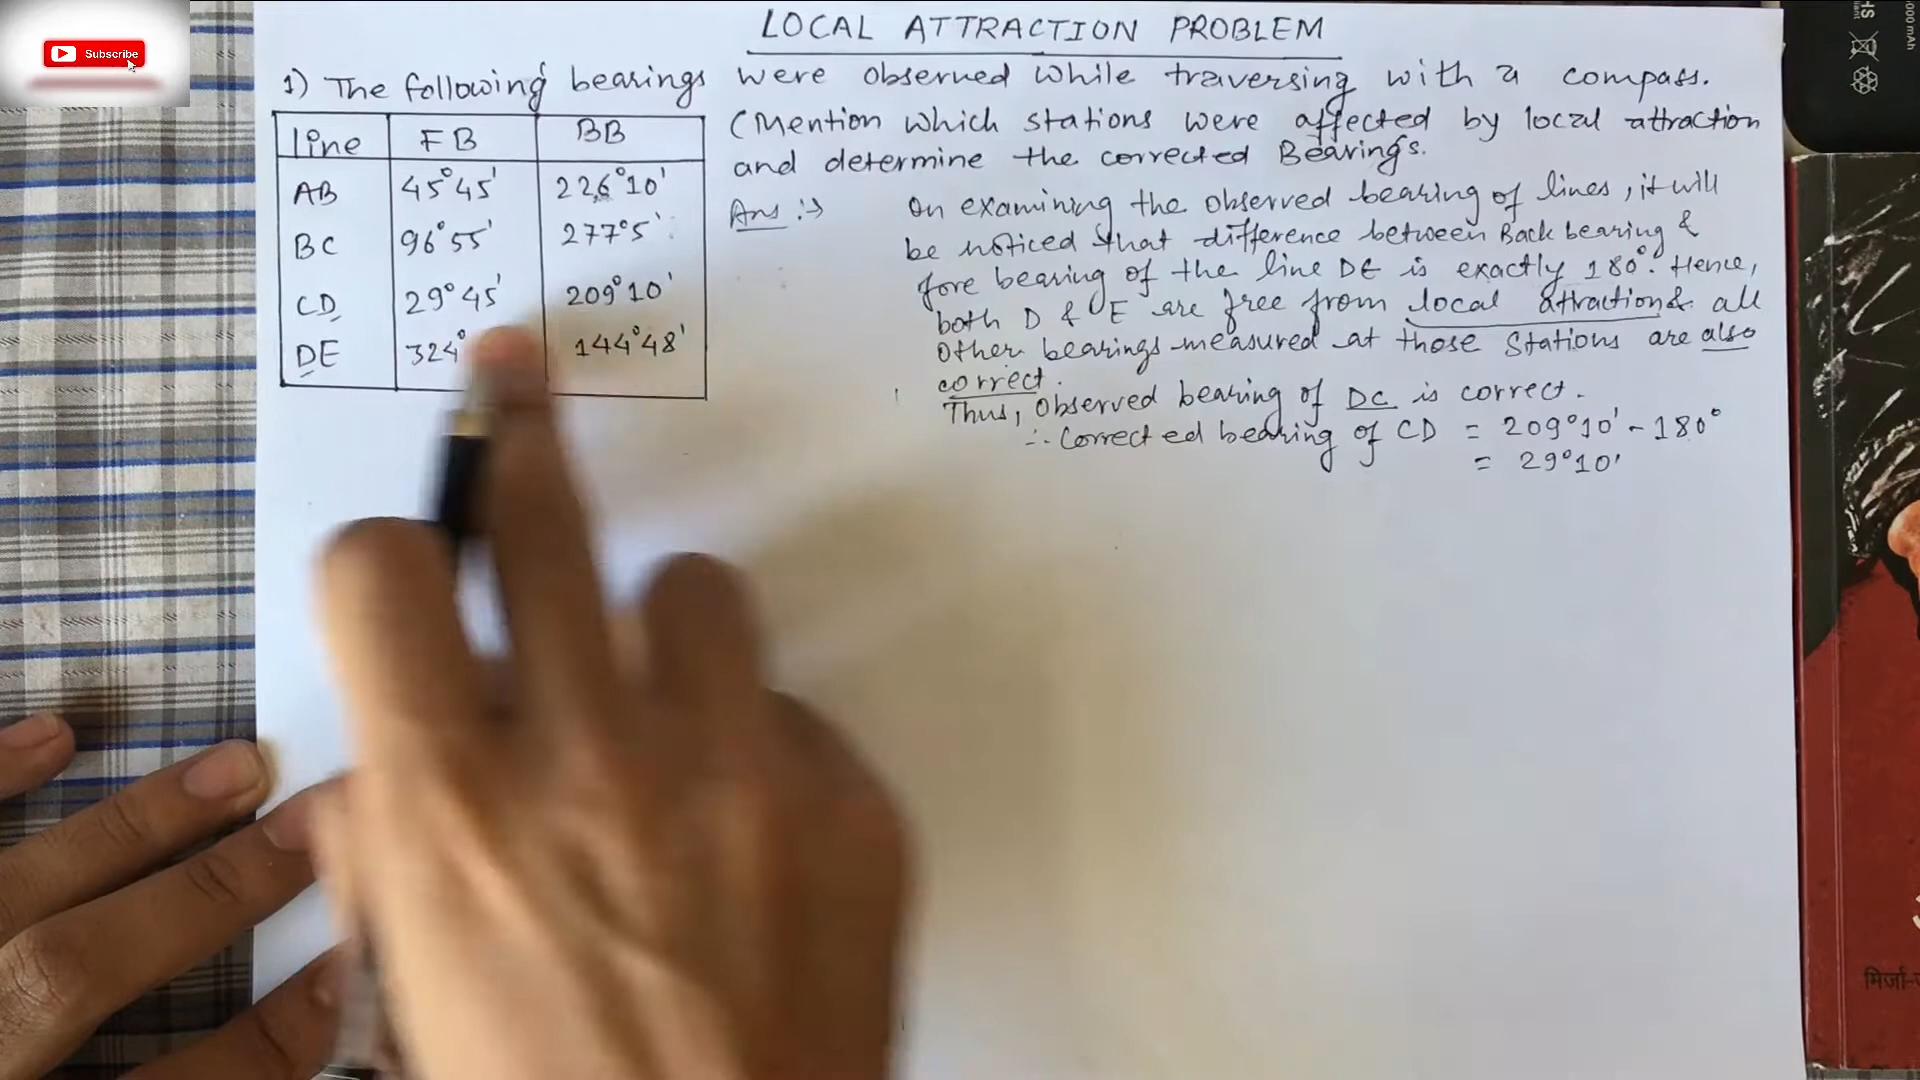 Subscribe
LOCAL ATTRACTION PROBLEM
1) The following bearings were observed while traversing with a compass.
(Mention which stations were affected by local attraction
and determine the corrected Bearings.
line FB BB
AB 45°45' 226°10'
BC 96°55' 277°5'
CD 29°45' 209°10'
DE 324° 144°48'
Ans :→ On examining the observed bearing of lines, it will
be noticed that difference between Back bearing &
fore bearing of the line DE is exactly 180°. Hence,
both D & E are free from local attraction & all
other bearings measured at those stations are also
correct.
Thus, observed bearing of DC is correct.
∴ Corrected bearing of CD = 209°10' - 180°
= 29°10'
मिर्जा-